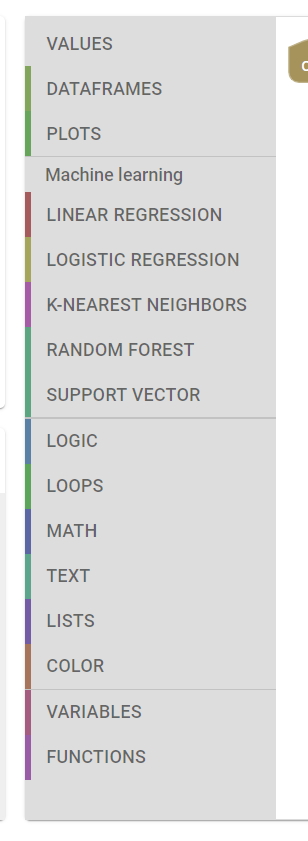 VALUES
DATAFRAMES
PLOTS
Machine learning
LINEAR REGRESSION
LOGISTIC REGRESSION
K-NEAREST NEIGHBORS
RANDOM FOREST
SUPPORT VECTOR
LOGIC
LOOPS
MATH
TEXT
LISTS
COLOR
VARIABLES
FUNCTIONS